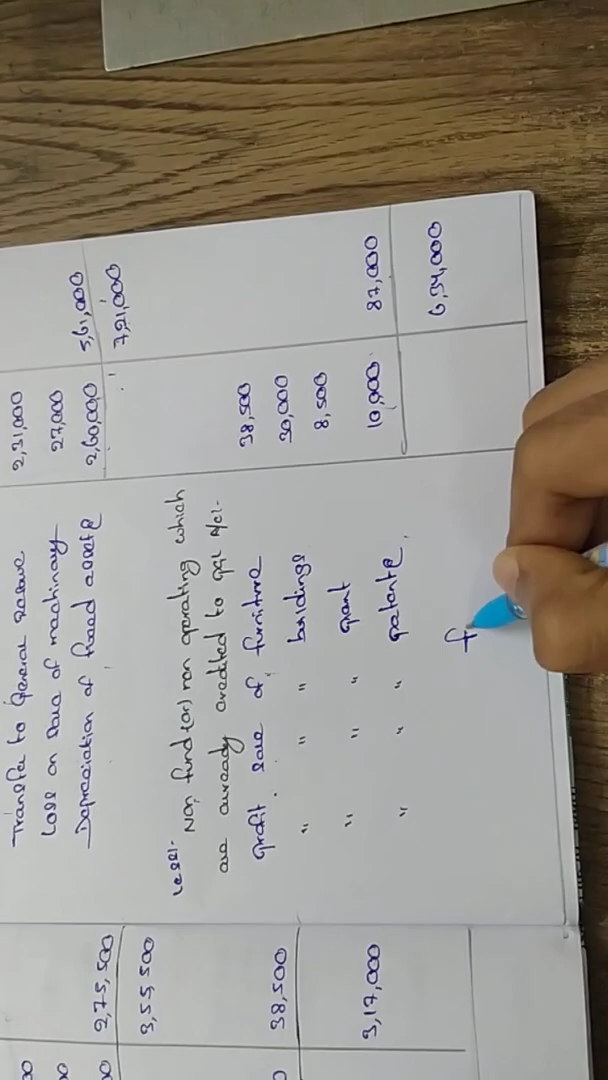 Transfer to General reserve 2,31,000
Loss on sale of machinary 27,000
Depreciation of fixed assets 2,60,000 5,61,000
7,21,000
Less:-
Non fund (or) non operating which
are already credited to P&L A/c:-
Profit sale of furniture 38,500
" " " buildings 30,000
" " " plant 8,500
" " " patents. 10,000 87,000
6,34,000
f
2,75,500
3,55,500
38,500
3,17,000